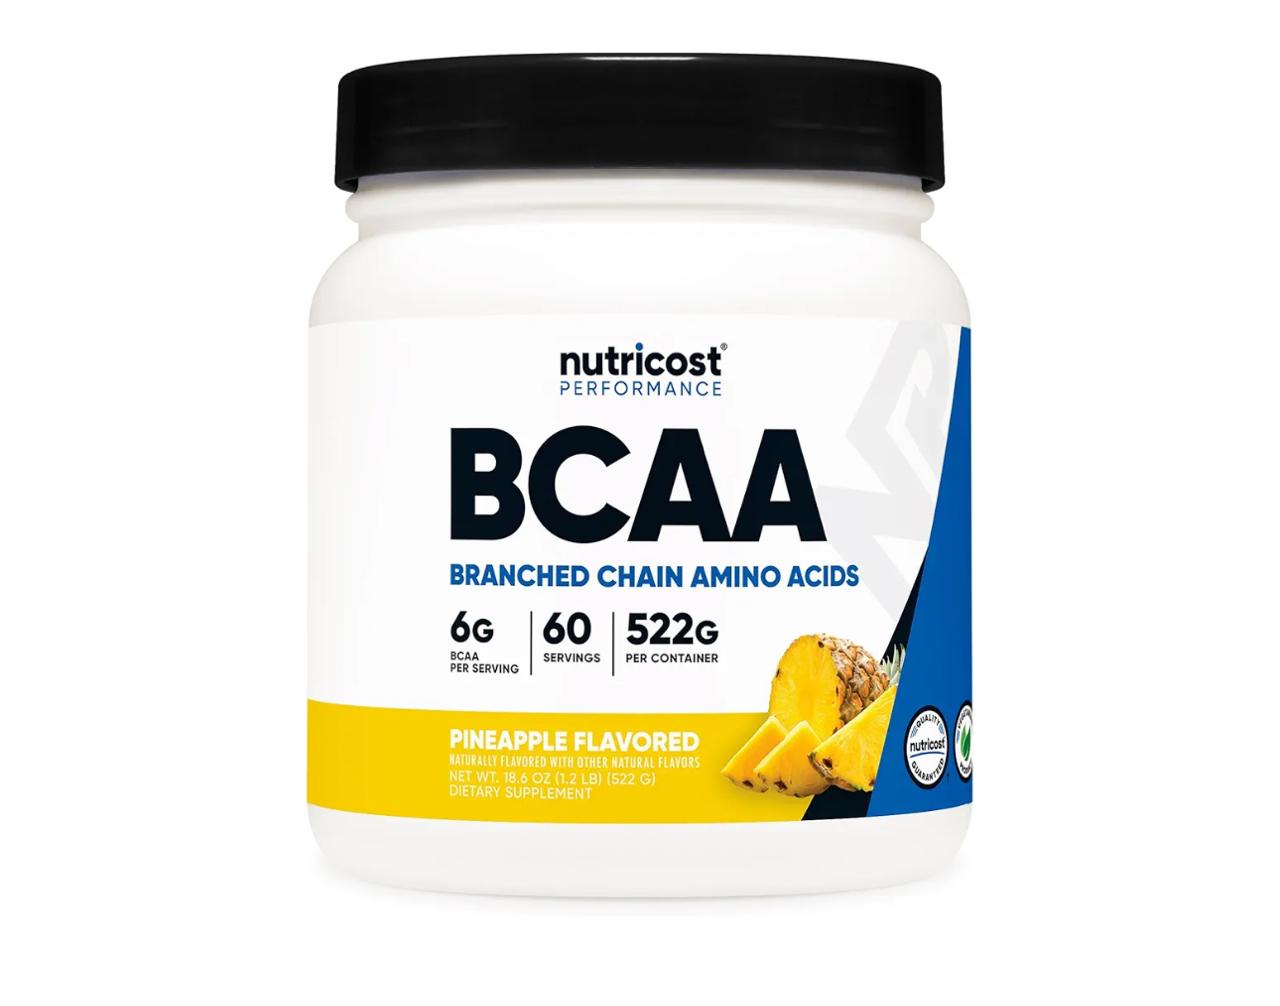 nutricost®
PERFORMANCE
BCAA
BRANCHED CHAIN AMINO ACIDS
6G
BCAA
PER SERVING
60
SERVINGS
522G
PER CONTAINER
PINEAPPLE FLAVORED
NATURALLY FLAVORED WITH OTHER NATURAL FLAVORS
NET WT. 18.6 OZ (1.2 LB) (522 G)
DIETARY SUPPLEMENT
QUALITY
nutricost
GUARANTEED